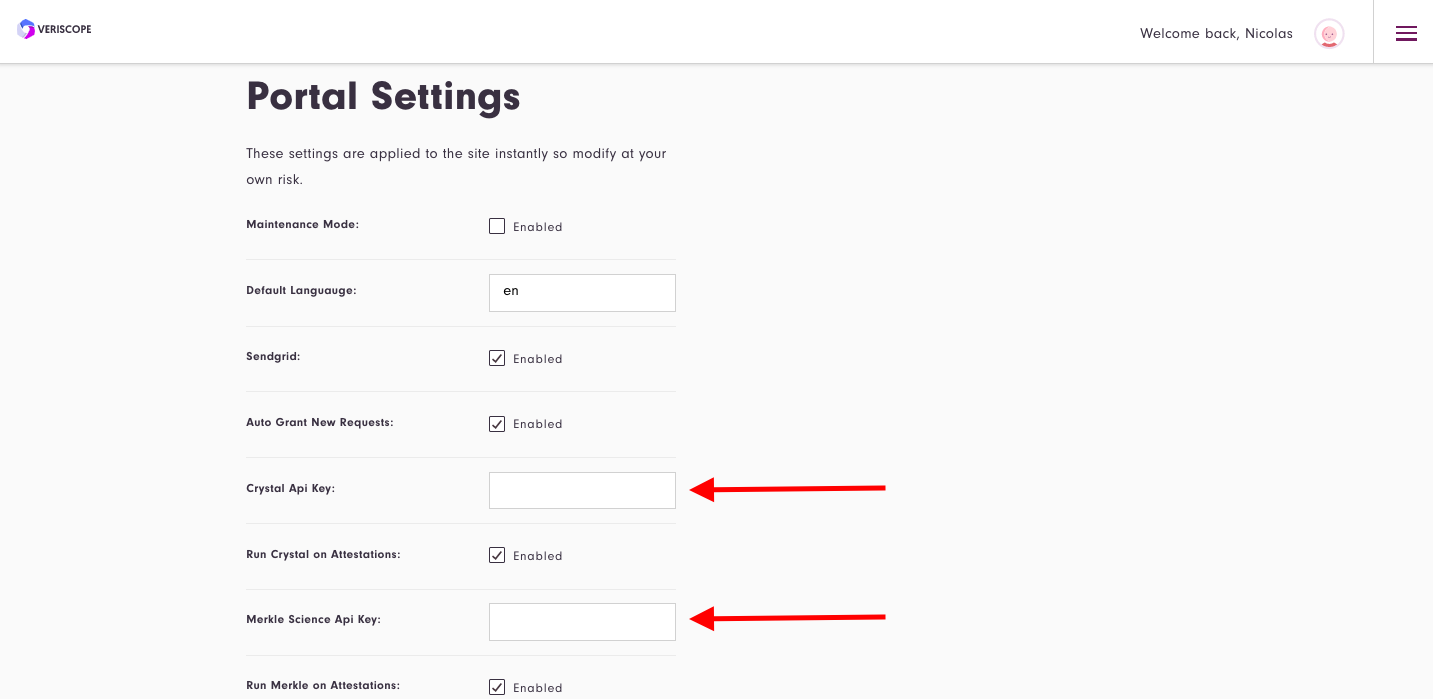 VERISCOPE
Welcome back, Nicolas
Portal Settings
These settings are applied to the site instantly so modify at your
own risk.
Maintenance Mode: Enabled
Default Languauge: en
Sendgrid: Enabled
Auto Grant New Requests: Enabled
Crystal Api Key:
Run Crystal on Attestations: Enabled
Merkle Science Api Key:
Run Merkle on Attestations: Enabled